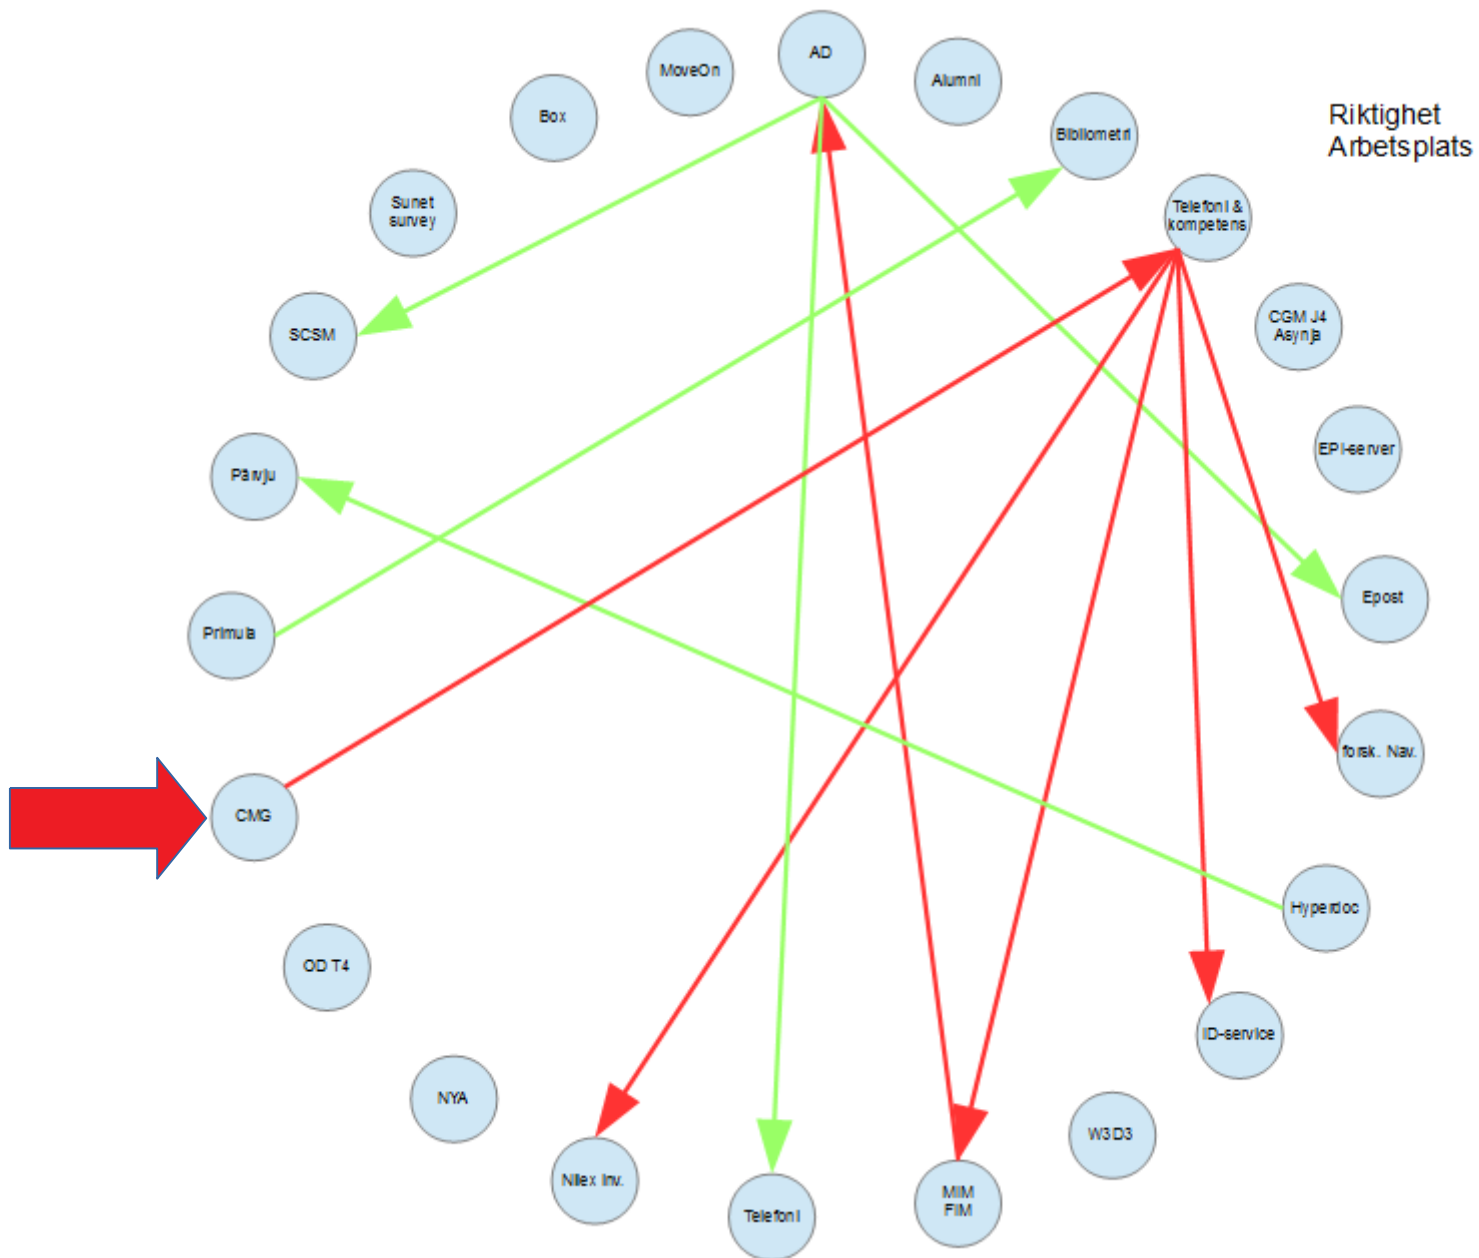 AD
MoveOn
Alumni
Box
Bibliometri
Riktighet
Arbetsplats
Sunet
survey
Telefoni &
kompetens
SCSM
CGM J4
Asynja
Pärvju
EPI-server
Primula
Epost
forsk. Nav.
CMG
Hyperdoc
OD T4
ID-service
NYA
W3D3
Nilex Inv.
Telefoni
MIM
FIM